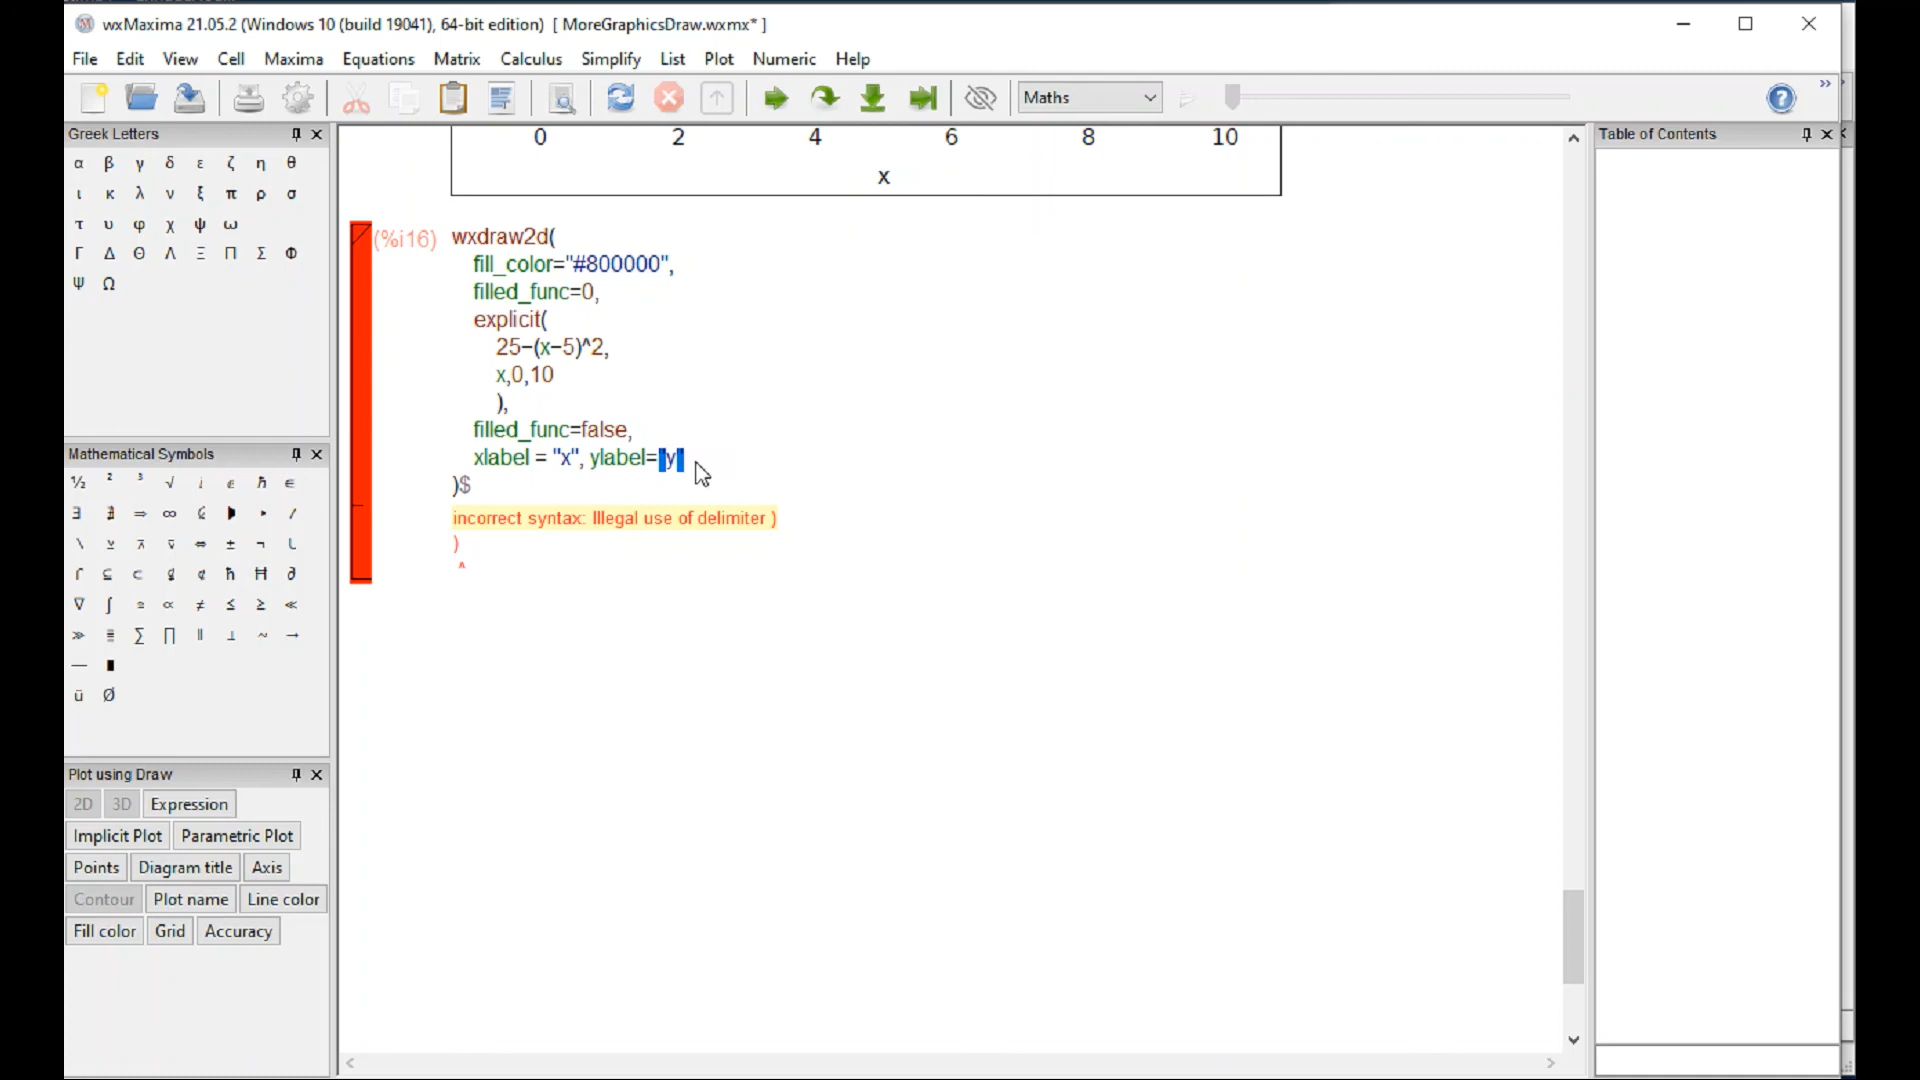 wxMaxima 21.05.2 (Windows 10 (build 19041), 64-bit edition) [ MoreGraphicsDraw.wxmx* ]
File Edit View Cell Maxima Equations Matrix Calculus Simplify List Plot Numeric Help
Maths
Greek Letters
α β γ δ ε ζ η θ
ι κ λ ν ξ π ρ σ
τ υ φ χ ψ ω
Γ Δ Θ Λ Ξ Π Σ Φ
Ψ Ω
Mathematical Symbols
½ ² ³ √ ⅈ ⅇ ℏ ∈
⇒ ∞
± ¬
⊆ ⊂ ħ Ħ ∂
∇ ∫ ≃ ∝ ≠ ≤ ≥ ≪
≫ ∑ ∏ ∥ ⟂ ~ →
ü Ø
Plot using Draw
2D 3D Expression
Implicit Plot Parametric Plot
Points Diagram title Axis
Contour Plot name Line color
Fill color Grid Accuracy
0 2 4 6 8 10
x
(%i16) wxdraw2d(
fill_color="#800000",
filled_func=0,
explicit(
25−(x−5)^2,
x,0,10
),
filled_func=false,
xlabel = "x", ylabel="y"
)$
incorrect syntax: Illegal use of delimiter )
)
^
Table of Contents